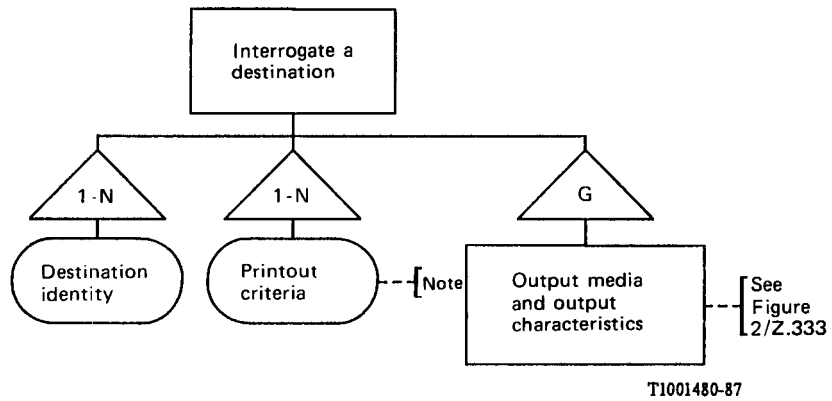 Interrogate a
destination
1-N
1-N
G
Destination
identity
Printout
criteria
Note
Output media
and output
characteristics
See
Figure
2/Z.333
T1001480-87